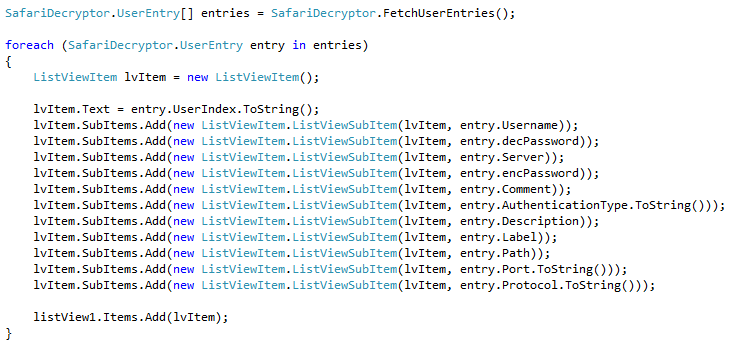 SafariDecryptor.UserEntry[] entries = SafariDecryptor.FetchUserEntries();
foreach (SafariDecryptor.UserEntry entry in entries)
{
ListViewItem lvItem = new ListViewItem();
lvItem.Text = entry.UserIndex.ToString();
lvItem.SubItems.Add(new ListViewItem.ListViewSubItem(lvItem, entry.Username));
lvItem.SubItems.Add(new ListViewItem.ListViewSubItem(lvItem, entry.decPassword));
lvItem.SubItems.Add(new ListViewItem.ListViewSubItem(lvItem, entry.Server));
lvItem.SubItems.Add(new ListViewItem.ListViewSubItem(lvItem, entry.encPassword));
lvItem.SubItems.Add(new ListViewItem.ListViewSubItem(lvItem, entry.Comment));
lvItem.SubItems.Add(new ListViewItem.ListViewSubItem(lvItem, entry.AuthenticationType.ToString()));
lvItem.SubItems.Add(new ListViewItem.ListViewSubItem(lvItem, entry.Description));
lvItem.SubItems.Add(new ListViewItem.ListViewSubItem(lvItem, entry.Label));
lvItem.SubItems.Add(new ListViewItem.ListViewSubItem(lvItem, entry.Path));
lvItem.SubItems.Add(new ListViewItem.ListViewSubItem(lvItem, entry.Port.ToString()));
lvItem.SubItems.Add(new ListViewItem.ListViewSubItem(lvItem, entry.Protocol.ToString()));
listView1.Items.Add(lvItem);
}